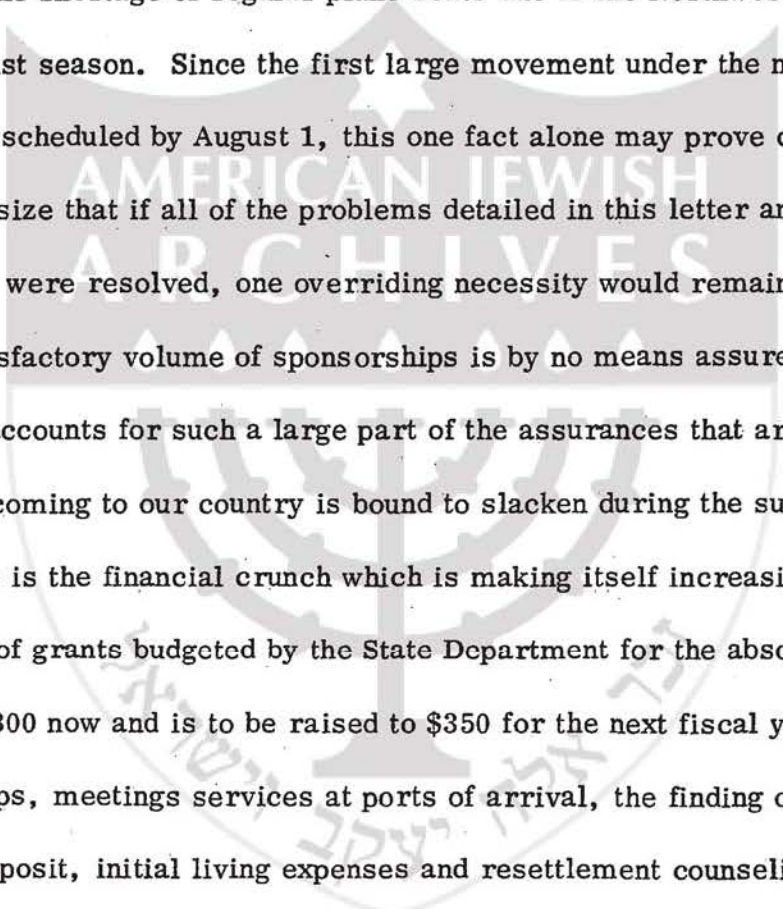 st season. Since the first large movement under the
scheduled by August 1, this one fact alone may prove
size that if all of the problems detailed in this letter
were resolved, one overriding necessity would remain
sfactory volume of sponsorships is by no means assure
ccounts for such a large part of the assurances that
coming to our country is bound to slacken during the
is the financial crunch which is making itself increasi
of grants budgeted by the State Department for the
300 now and is to be raised to $350 for the next fiscal
ps, meetings services at ports of arrival, the finding
posit, initial living expenses and resettlement counseli
AMERICAN JEWISH
ARCHIVES
אלה יעקב וישראל